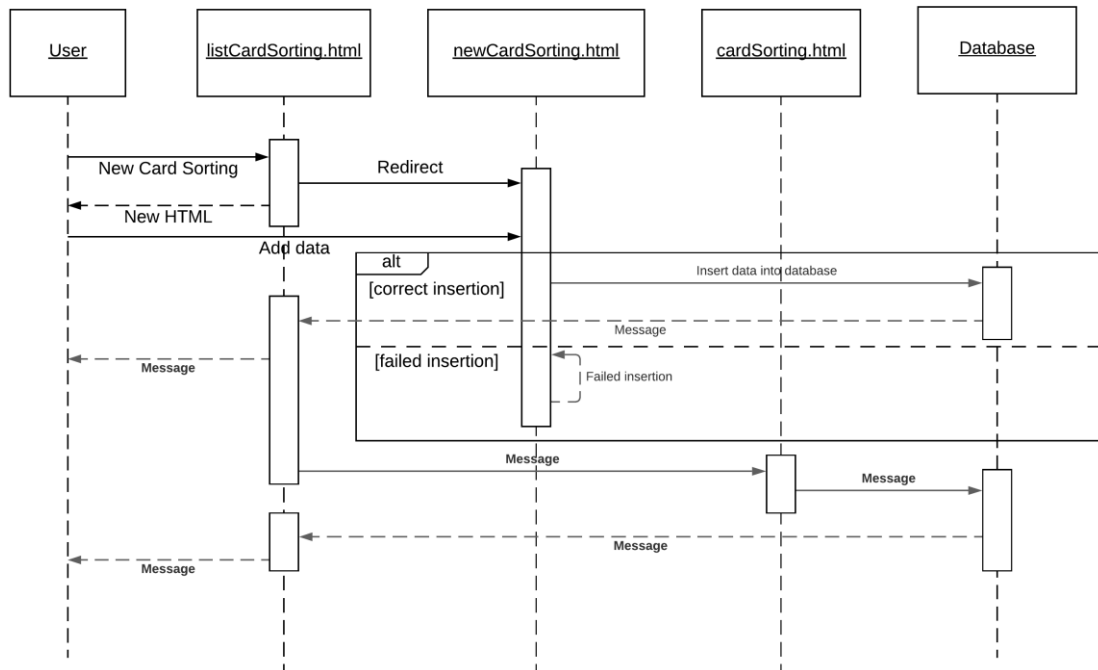 User
listCardSorting.html
newCardSorting.html
cardSorting.html
Database
New Card Sorting
Redirect
New HTML
Add data
alt
Insert data into database
[correct insertion]
Message
[failed insertion]
Message
Failed insertion
Message
Message
Message
Message